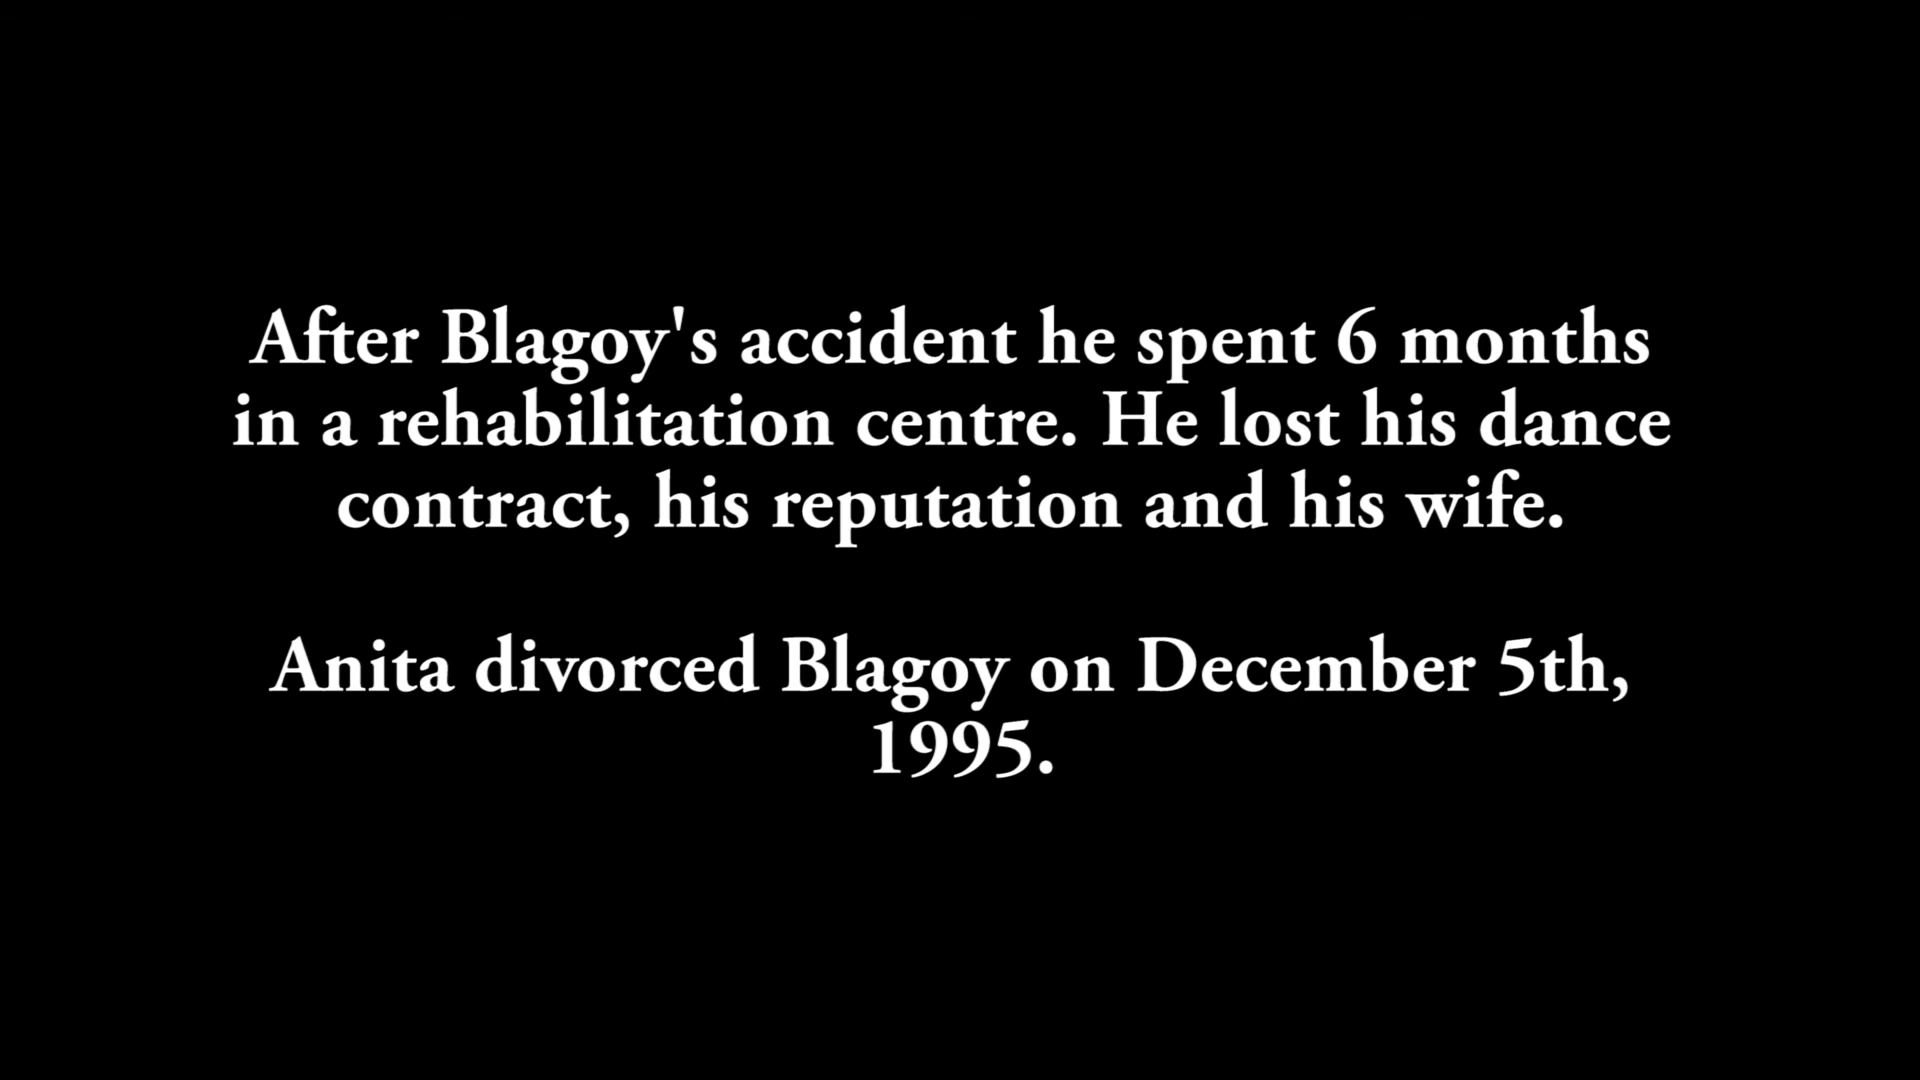 After Blagoy's accident he spent 6 months
in a rehabilitation centre. He lost his dance
contract, his reputation and his wife.
Anita divorced Blagoy on December 5th,
1995.